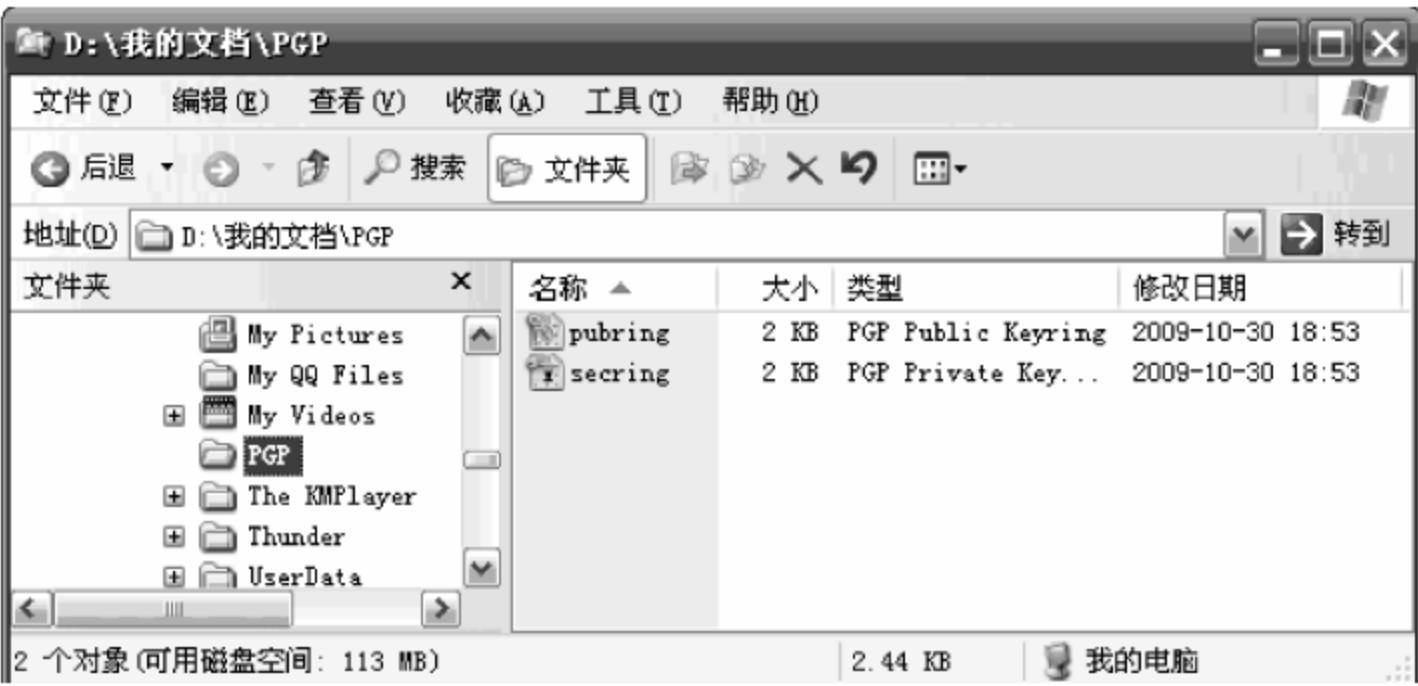 D:\我的文档\PGP
文件(F) 编辑(E) 查看(V) 收藏(A) 工具(T) 帮助(H)
后退 搜索 文件夹
地址(D) D:\我的文档\PGP 转到
文件夹 名称 大小 类型 修改日期
My Pictures pubring 2 KB PGP Public Keyring 2009-10-30 18:53
My QQ Files secring 2 KB PGP Private Key... 2009-10-30 18:53
My Videos
PGP
The KMPlayer
Thunder
UserData
2 个对象(可用磁盘空间: 113 MB) 2.44 KB 我的电脑